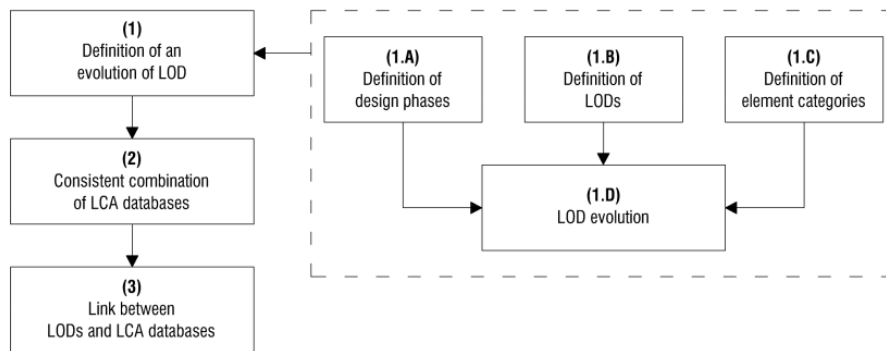 (1)
Definition of an
evolution of LOD
(2)
Consistent combination
of LCA databases
(3)
Link between
LODs and LCA databases
(1.A)
Definition of
design phases
(1.B)
Definition of
LODs
(1.C)
Definition of
element categories
(1.D)
LOD evolution